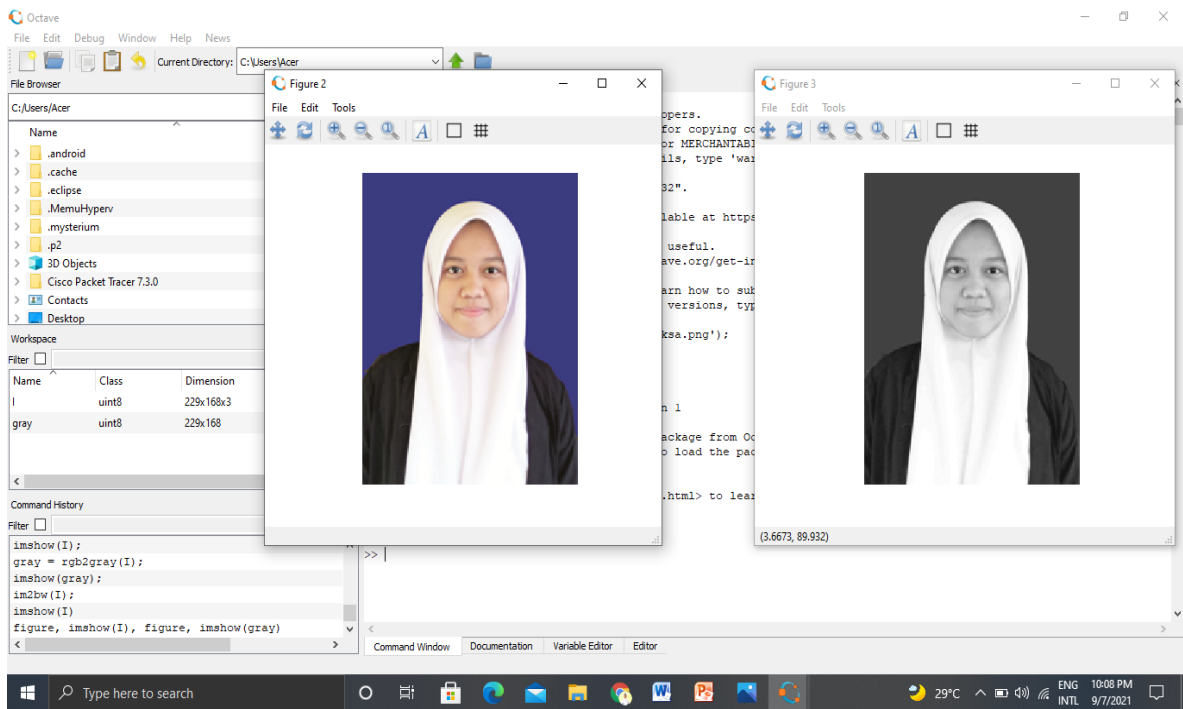 Octave
File Edit Debug Window Help News
Current Directory: C:\Users\Acer
File Browser
C:/Users/Acer
Name
.android
.cache
.eclipse
.MemuHyperv
.mysterium
.p2
3D Objects
Cisco Packet Tracer 7.3.0
Contacts
Desktop
Workspace
Filter
Name Class Dimension
I uint8 229x168x3
gray uint8 229x168
Command History
Filter
imshow(I);
gray = rgb2gray(I);
imshow(gray);
im2bw(I);
imshow(I)
figure, imshow(I), figure, imshow(gray)
Figure 2
File Edit Tools
A
opers.
for copying co
or MERCHANTABI
ils, type 'war
32".
lable at https
useful.
ave.org/get-in
arn how to sub
versions, typ
ksa.png');
n 1
ackage from Oc
o load the pac
.html> to lear
>>
Figure 3
File Edit Tools
A
(3.6673, 89.932)
Command Window Documentation Variable Editor Editor
Type here to search
29°C
ENG
INTL
10:08 PM
9/7/2021